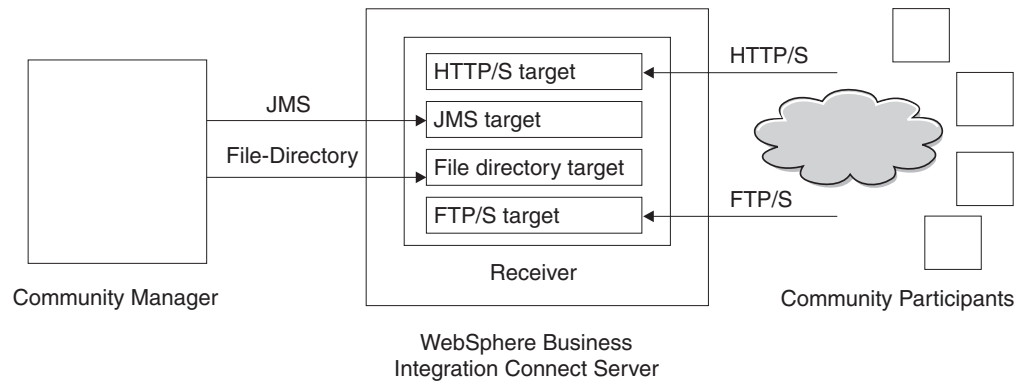 HTTP/S target
HTTP/S
JMS
JMS target
File-Directory
File directory target
FTP/S
FTP/S target
Receiver
Community Manager
Community Participants
WebSphere Business
Integration Connect Server